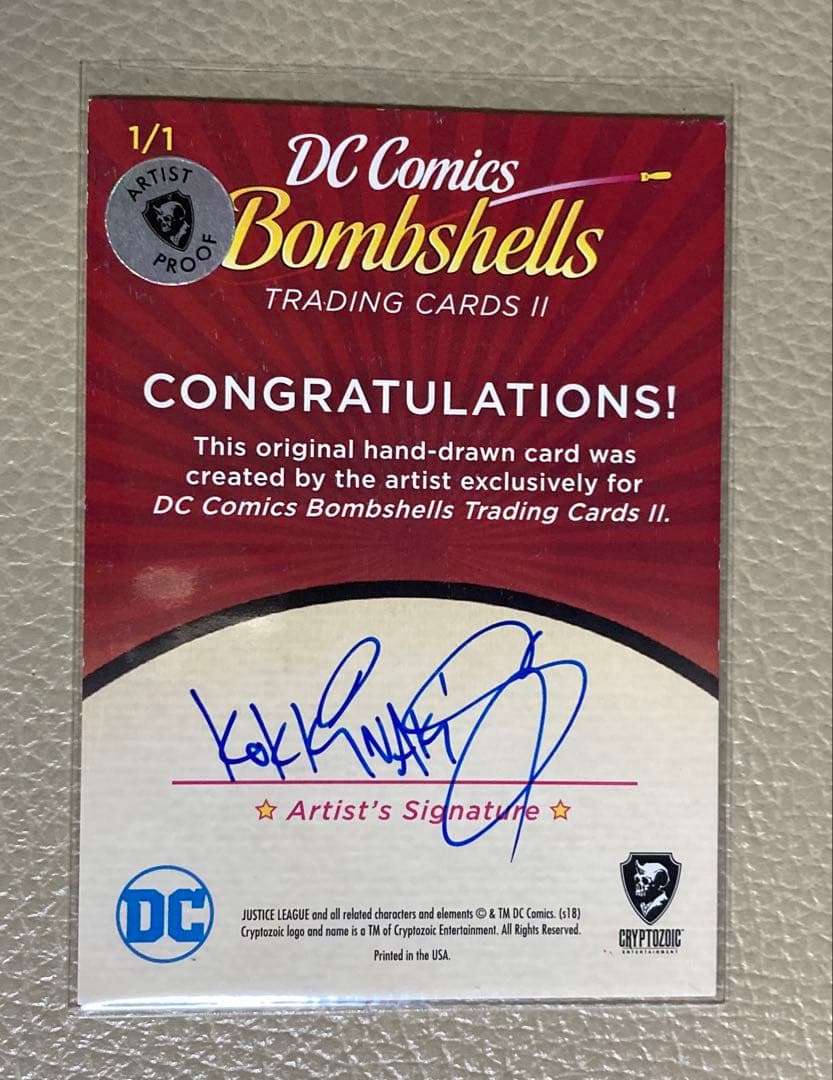 1/1
ARTIST
PROOF
DC Comics
Bombshells
TRADING CARDS II
CONGRATULATIONS!
This original hand-drawn card was
created by the artist exclusively for
DC Comics Bombshells Trading Cards II.
KOKKINAKIS
★ Artist's Signature ★
DC
JUSTICE LEAGUE and all related characters and elements © & TM DC Comics. (s18)
Cryptozoic logo and name is a TM of Cryptozoic Entertainment. All Rights Reserved.
Printed in the USA.
CRYPTOZOIC
ENTERTAINMENT